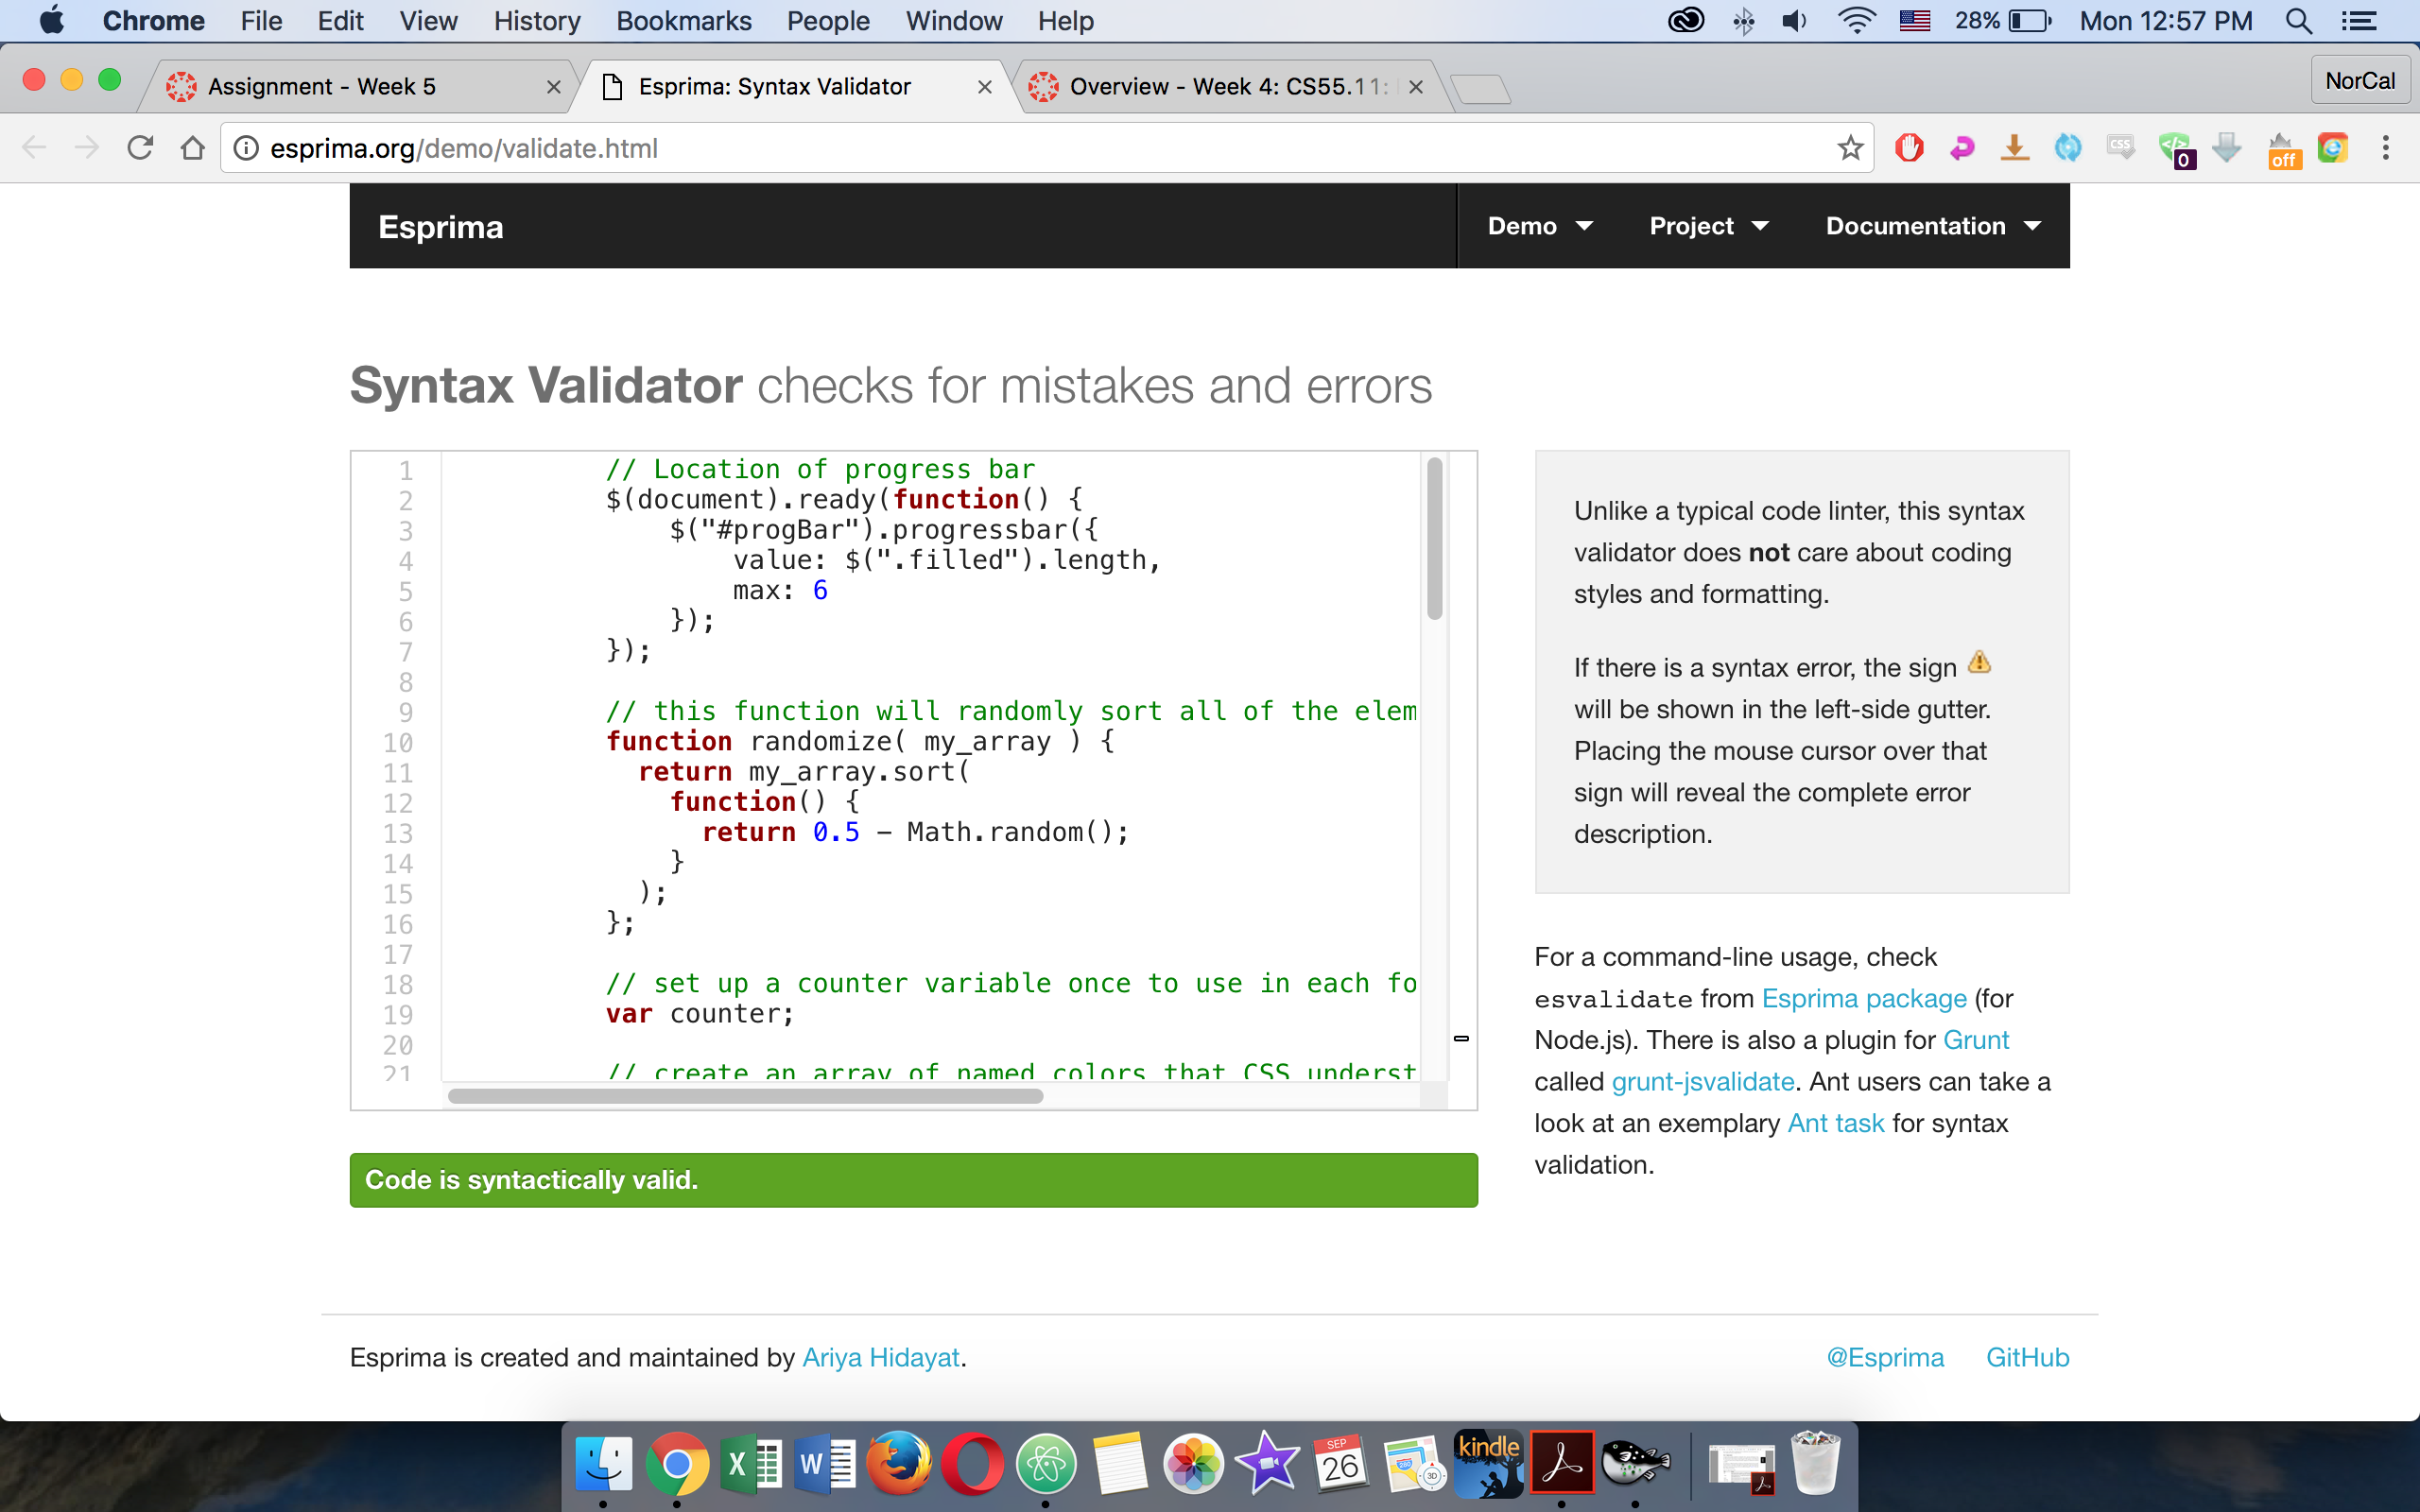 Chrome File Edit View History Bookmarks People Window Help 28% Mon 12:57 PM
Assignment - Week 5 Esprima: Syntax Validator Overview - Week 4: CS55.11: NorCal
esprima.org/demo/validate.html
CSS 0 off
Esprima Demo Project Documentation
Syntax Validator checks for mistakes and errors
1 // Location of progress bar
2 $(document).ready(function() {
3 $("#progBar").progressbar({
4 value: $(".filled").length,
5 max: 6
6 });
7 });
8
9 // this function will randomly sort all of the elem
10 function randomize( my_array ) {
11 return my_array.sort(
12 function() {
13 return 0.5 - Math.random();
14 }
15 );
16 };
17
18 // set up a counter variable once to use in each fo
19 var counter;
20
21 // create an array of named colors that CSS underst
Code is syntactically valid.
Unlike a typical code linter, this syntax
validator does not care about coding
styles and formatting.
If there is a syntax error, the sign
will be shown in the left-side gutter.
Placing the mouse cursor over that
sign will reveal the complete error
description.
For a command-line usage, check
esvalidate from Esprima package (for
Node.js). There is also a plugin for Grunt
called grunt-jsvalidate. Ant users can take a
look at an exemplary Ant task for syntax
validation.
Esprima is created and maintained by Ariya Hidayat. @Esprima GitHub
SEP
26
280
3D
kindle
X
W